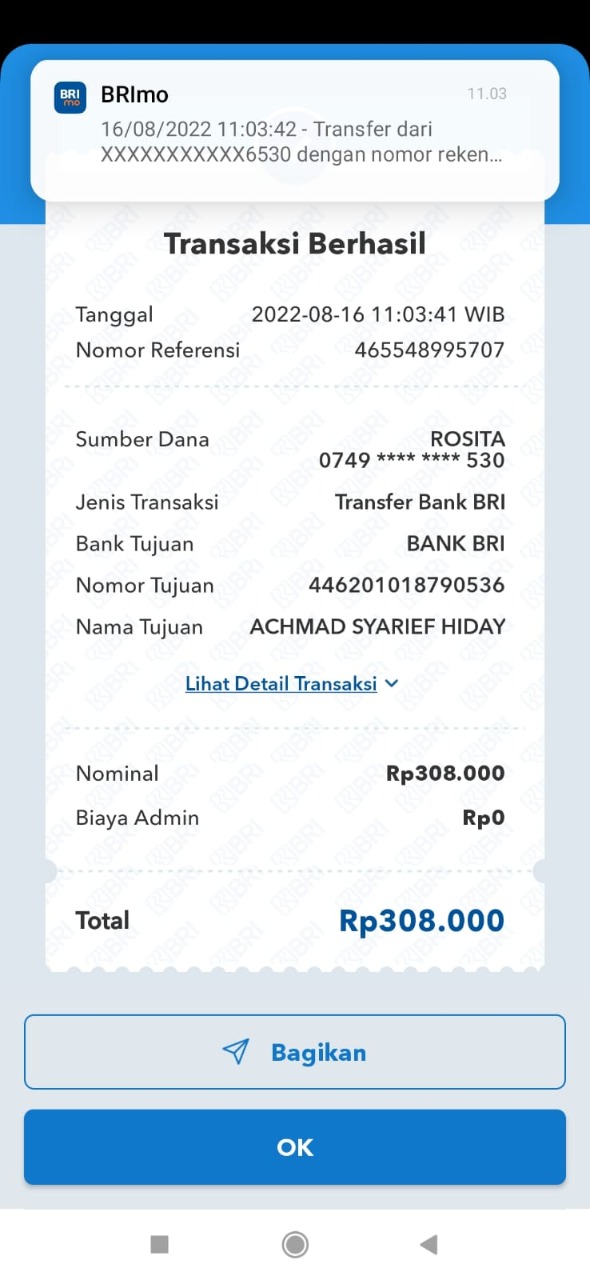 BRI
mo
BRImo
11.03
16/08/2022 11:03:42 - Transfer dari
XXXXXXXXXXX6530 dengan nomor reken...
Transaksi Berhasil
Tanggal 2022-08-16 11:03:41 WIB
Nomor Referensi 465548995707
Sumber Dana ROSITA
0749 **** **** 530
Jenis Transaksi Transfer Bank BRI
Bank Tujuan BANK BRI
Nomor Tujuan 446201018790536
Nama Tujuan ACHMAD SYARIEF HIDAY
Lihat Detail Transaksi
Nominal Rp308.000
Biaya Admin Rp0
Total Rp308.000
Bagikan
OK